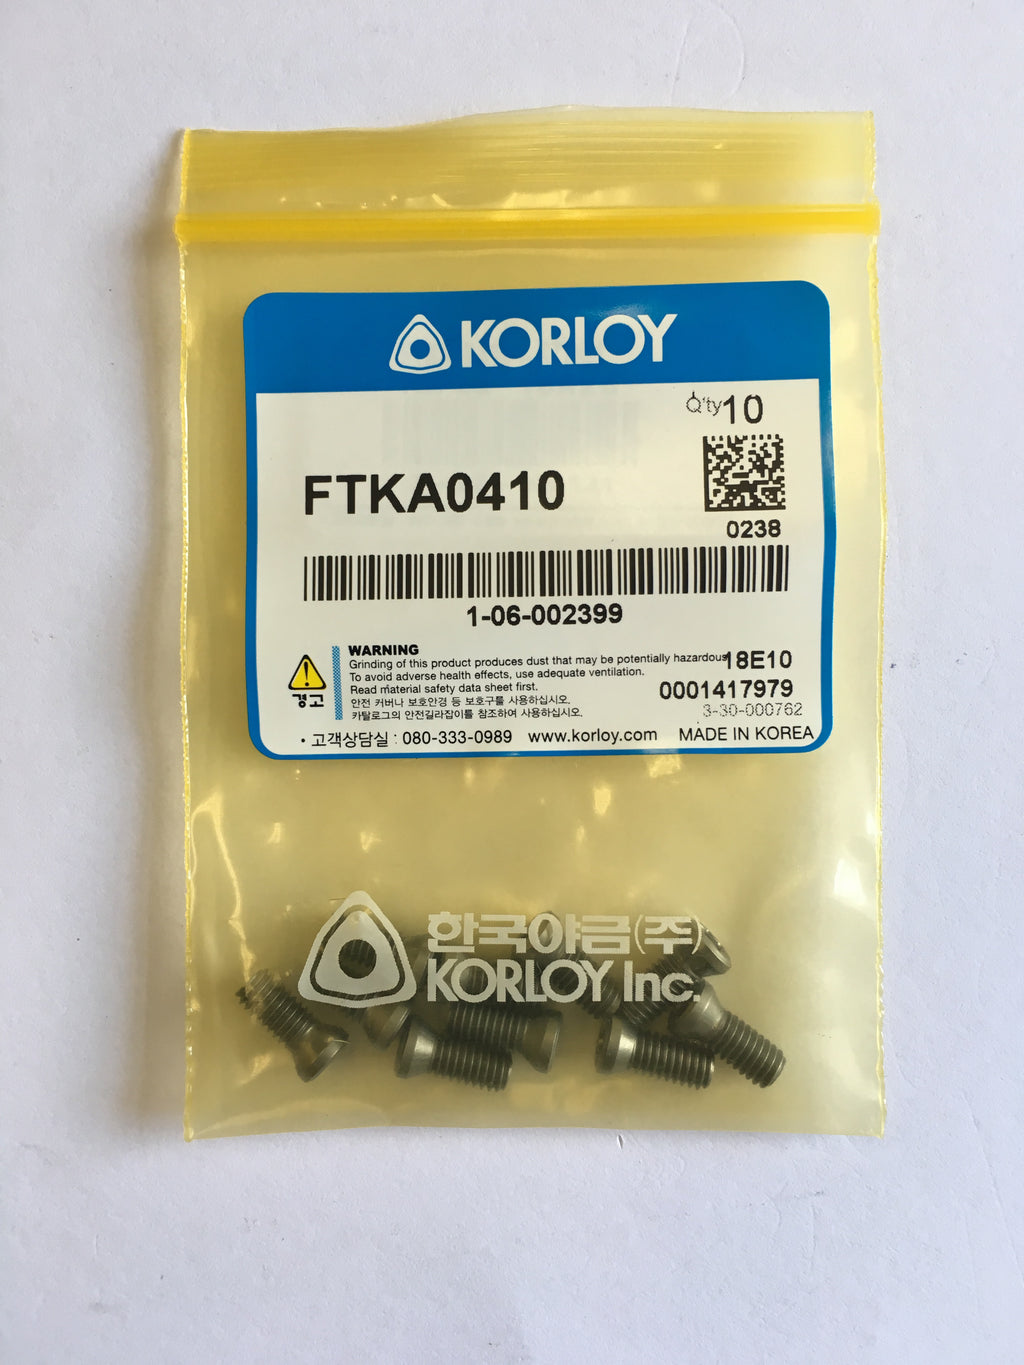 KORLOY
Q'ty 10
FTKA0410
0238
1-06-002399
WARNING
Grinding of this product produces dust that may be potentially hazardous
To avoid adverse health effects, use adequate ventilation.
Read material safety data sheet first.
안전 커버나 보호안경 등 보호구를 사용하십시오.
카탈로그의 안전길라잡이를 참조하여 사용하십시오.
경고
18E10
0001417979
3-30-000762
• 고객상담실 : 080-333-0989 www.korloy.com MADE IN KOREA
한국야금(주)
KORLOY Inc.